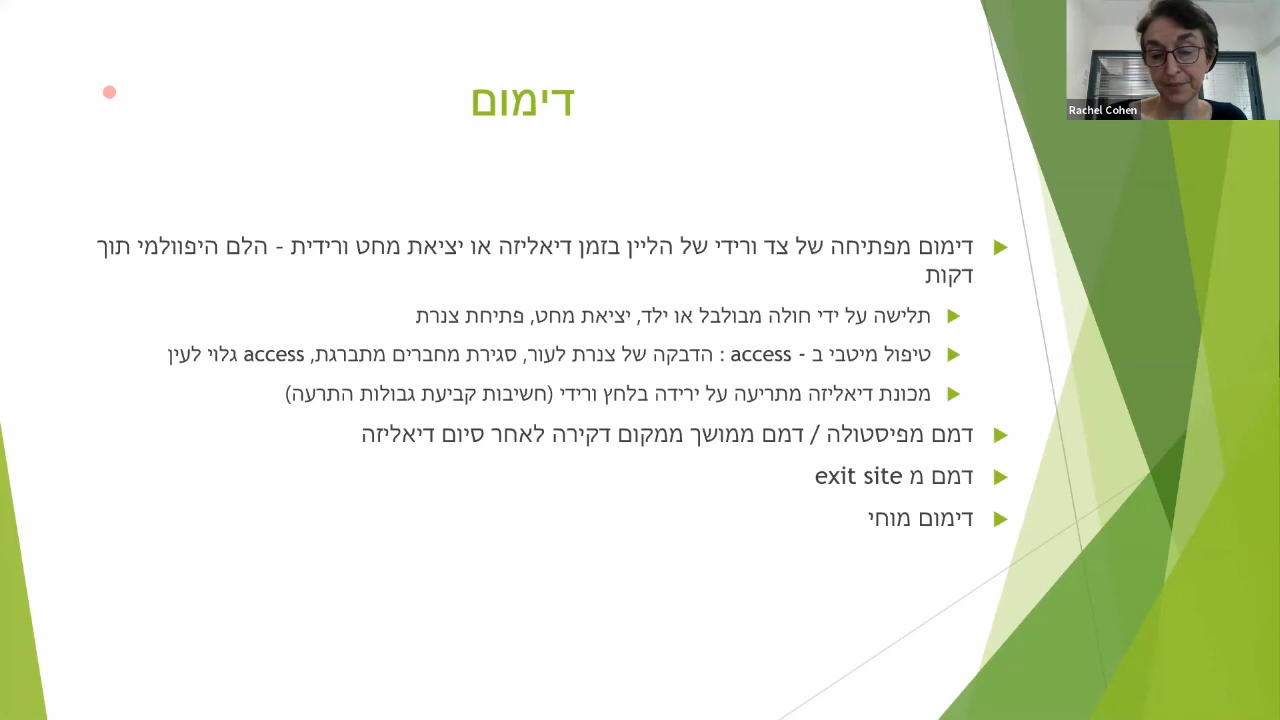 Rachel Cohen
דימום
דימום מפתיחה של צד ורידי של הליין בזמן דיאליזה או יציאת מחט ורידית - הלם היפוולמי תוך
דקות
תלישה על ידי חולה מבולבל או ילד, יציאת מחט, פתיחת צנרת
טיפול מיטבי ב - access : הדבקה של צנרת לעור, סגירת מחברים מתברגת, access גלוי לעין
מכונת דיאליזה מתריעה על ירידה בלחץ ורידי (חשיבות קביעת גבולות התרעה)
דמם מפיסטולה / דמם ממושך ממקום דקירה לאחר סיום דיאליזה
דמם מ exit site
דימום מוחי